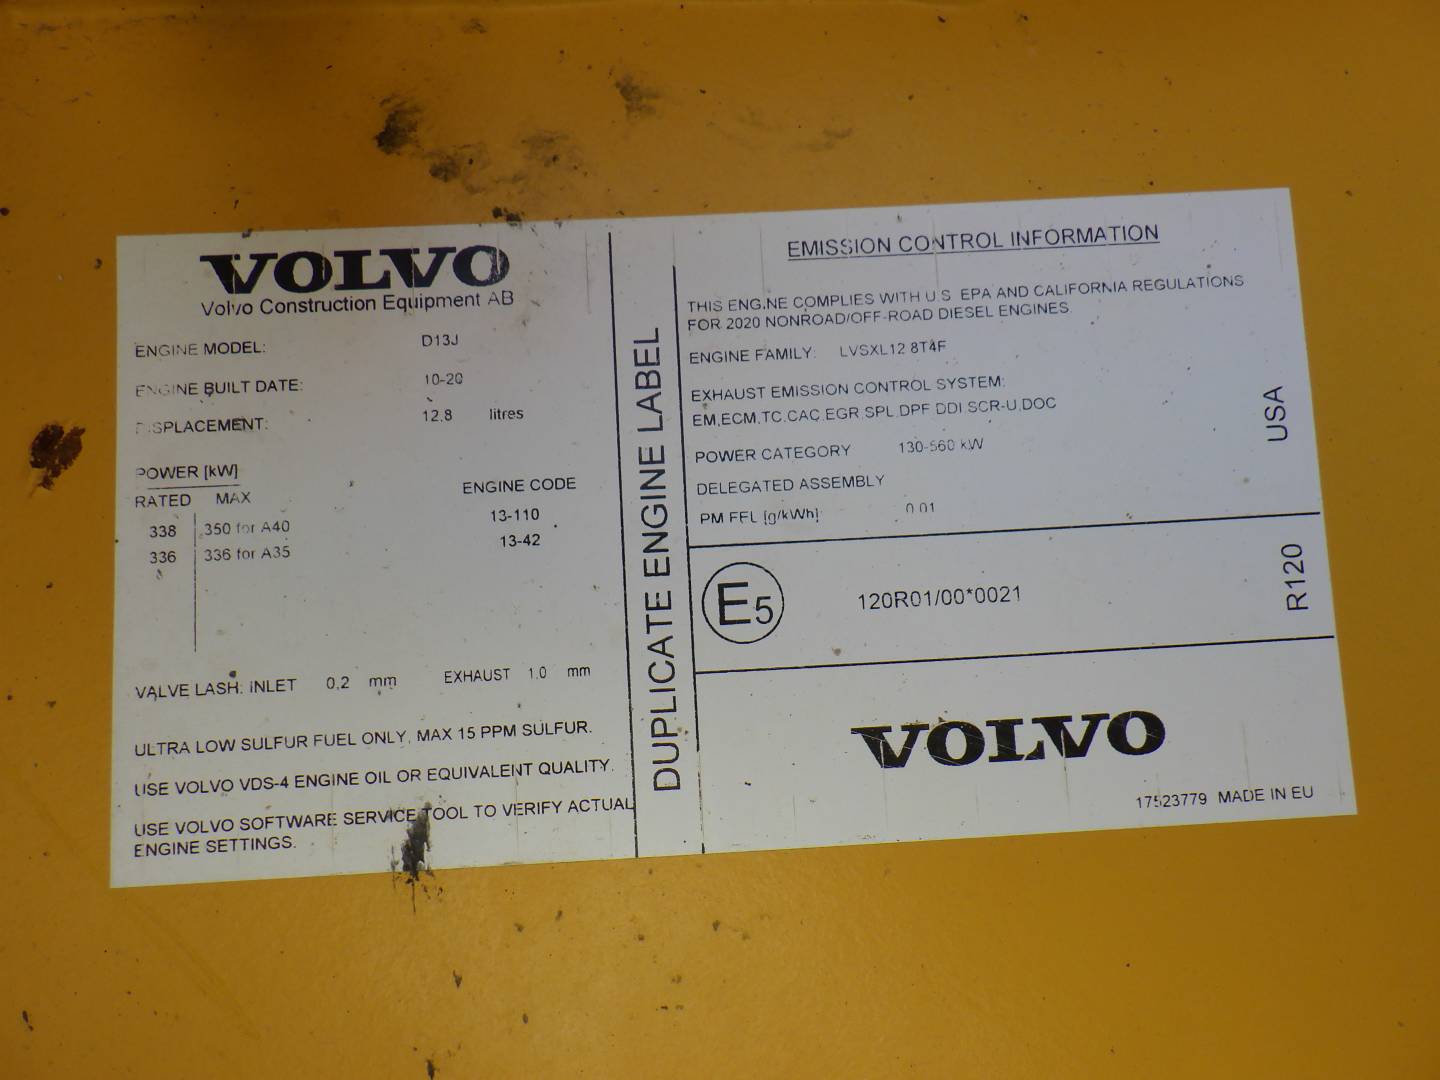 VOLVO
Volvo Construction Equipment AB
ENGINE MODEL: D13J
ENGINE BUILT DATE: 10-20
DISPLACEMENT: 12.8 litres
POWER [kW]
RATED MAX ENGINE CODE
338 350 for A40 13-110
336 336 for A35 13-42
VALVE LASH: INLET 0,2 mm EXHAUST 1,0 mm
ULTRA LOW SULFUR FUEL ONLY, MAX 15 PPM SULFUR.
USE VOLVO VDS-4 ENGINE OIL OR EQUIVALENT QUALITY.
USE VOLVO SOFTWARE SERVICE TOOL TO VERIFY ACTUAL
ENGINE SETTINGS.
DUPLICATE ENGINE LABEL
EMISSION CONTROL INFORMATION
THIS ENGINE COMPLIES WITH U.S EPA AND CALIFORNIA REGULATIONS
FOR 2020 NONROAD/OFF-ROAD DIESEL ENGINES.
ENGINE FAMILY: LVSXL12.8T4F
EXHAUST EMISSION CONTROL SYSTEM:
EM,ECM,TC,CAC,EGR,SPL,DPF,DDI,SCR-U,DOC
POWER CATEGORY 130-560 kW
DELEGATED ASSEMBLY
PM FEL [g/kWh] 0.01
USA
E5 120R01/00*0021
R120
VOLVO
17523779 MADE IN EU